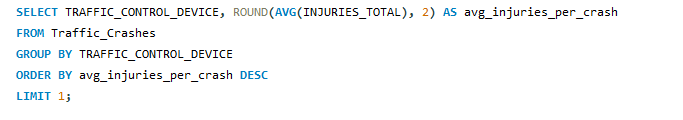 SELECT TRAFFIC_CONTROL_DEVICE, ROUND(AVG(INJURIES_TOTAL), 2) AS avg_injuries_per_crash
FROM Traffic_Crashes
GROUP BY TRAFFIC_CONTROL_DEVICE
ORDER BY avg_injuries_per_crash DESC
LIMIT 1;